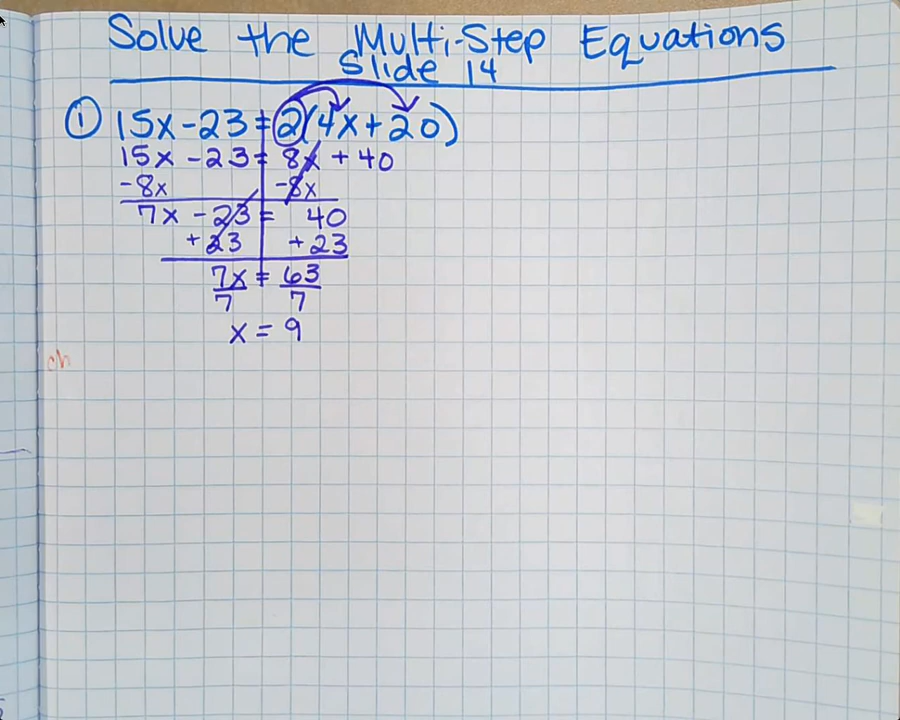 Solve the Multi-Step Equations
Slide 14
① 15x - 23 = 2(4x + 20)
15x - 23 = 8x + 40
-8x -8x
7x - 23 = 40
+23 +23
7x = 63
7 7
x = 9
ch